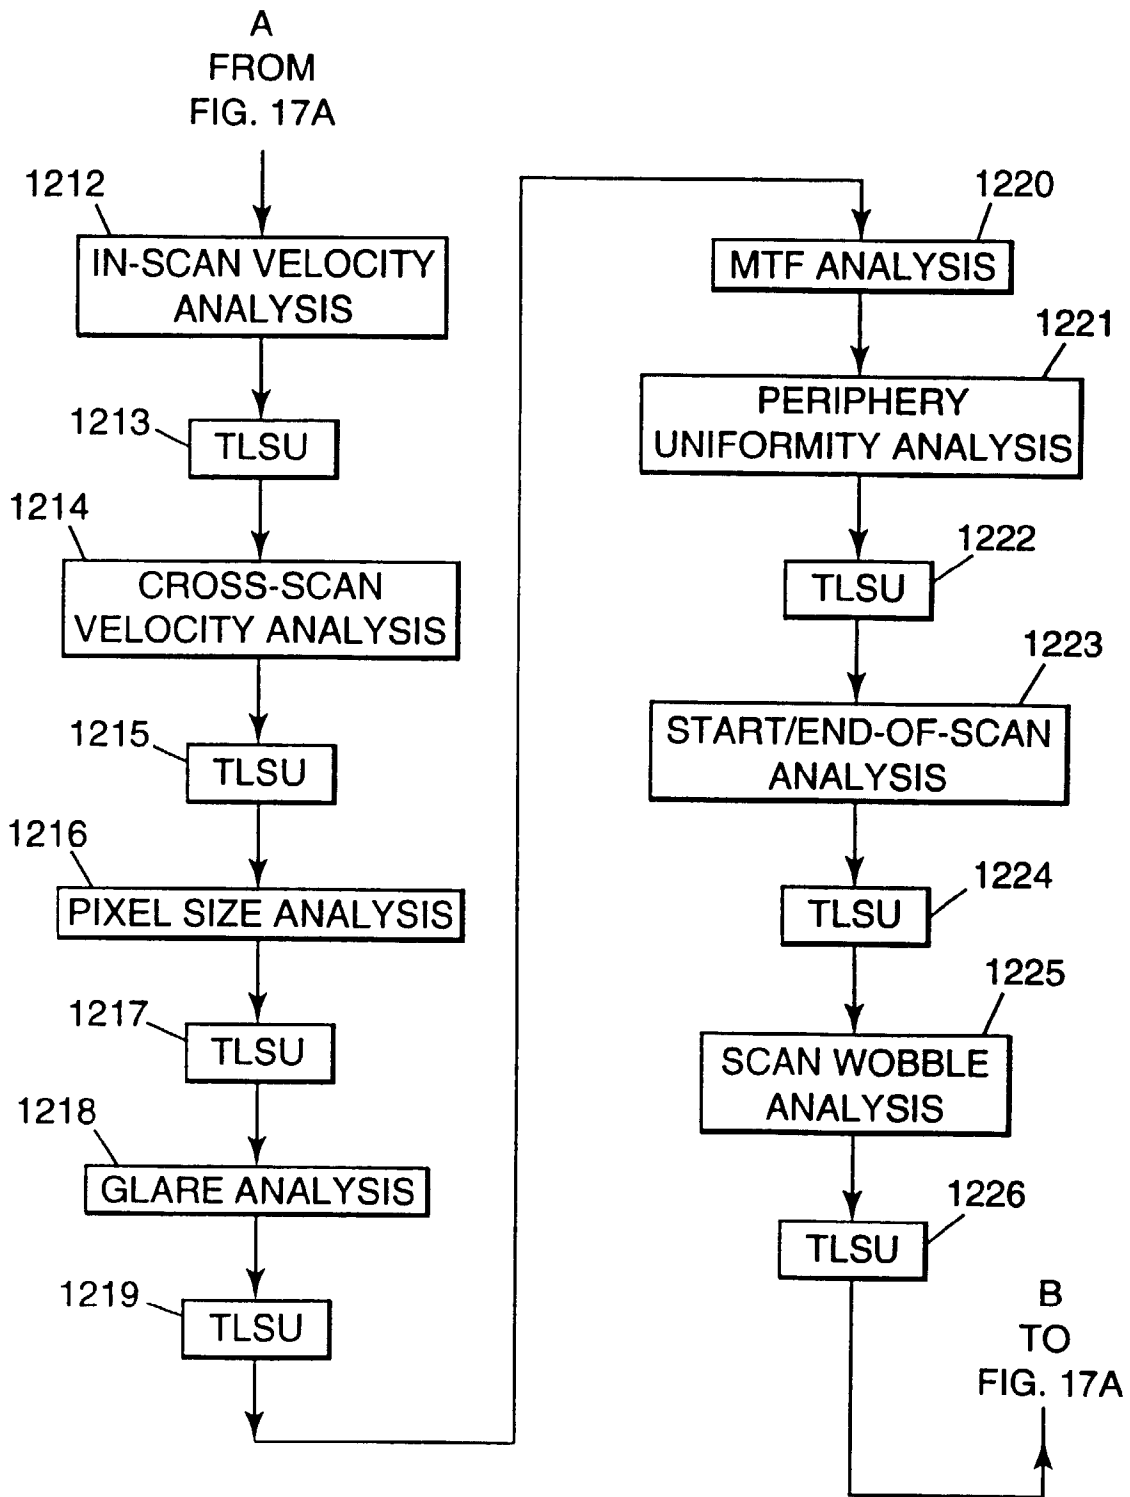 A
FROM
FIG. 17A
1212
IN-SCAN VELOCITY
ANALYSIS
1213
TLSU
1214
CROSS-SCAN
VELOCITY ANALYSIS
1215
TLSU
1216
PIXEL SIZE ANALYSIS
1217
TLSU
1218
GLARE ANALYSIS
1219
TLSU
1220
MTF ANALYSIS
1221
PERIPHERY
UNIFORMITY ANALYSIS
1222
TLSU
1223
START/END-OF-SCAN
ANALYSIS
1224
TLSU
1225
SCAN WOBBLE
ANALYSIS
1226
TLSU
B
TO
FIG. 17A